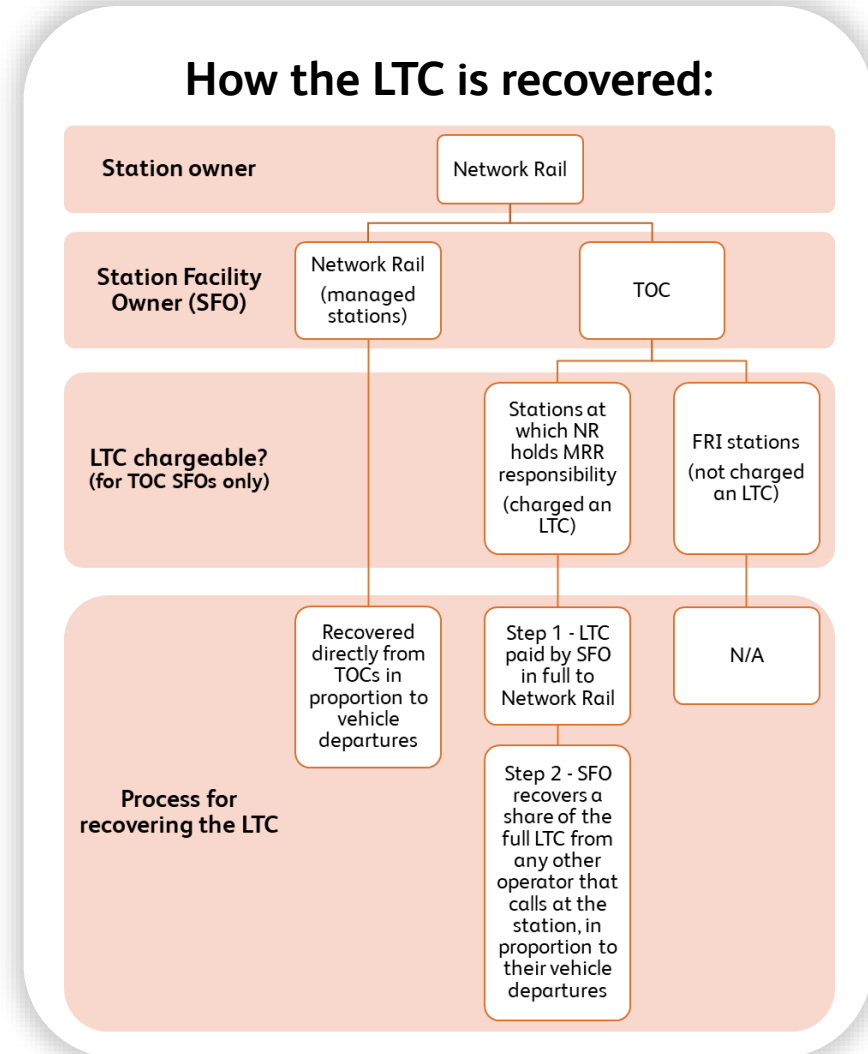 How the LTC is recovered:
Station owner
Network Rail
Station Facility
Owner (SFO)
Network Rail
(managed
stations)
TOC
LTC chargeable?
(for TOC SFOs only)
Stations at
which NR
holds MRR
responsibility
(charged an
LTC)
FRI stations
(not charged
an LTC)
Process for
recovering the LTC
Recovered
directly from
TOCs in
proportion to
vehicle
departures
Step 1 - LTC
paid by SFO
in full to
Network Rail
Step 2 - SFO
recovers a
share of the
full LTC from
any other
operator that
calls at the
station, in
proportion to
their vehicle
departures
N/A